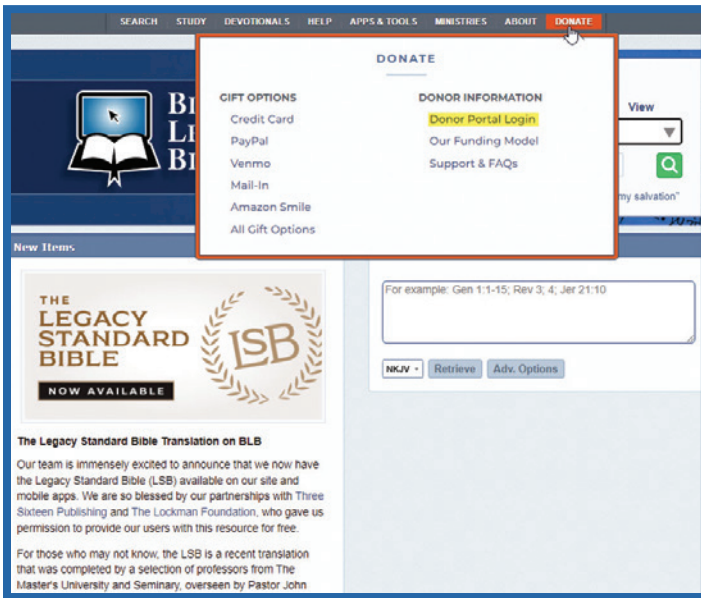 SEARCH STUDY DEVOTIONALS HELP APPS & TOOLS MINISTRIES ABOUT DONATE
DONATE
GIFT OPTIONS
Credit Card
PayPal
Venmo
Mail-In
Amazon Smile
All Gift Options
DONOR INFORMATION
Donor Portal Login
Our Funding Model
Support & FAQs
View
my salvation"
New Items
THE
LEGACY
STANDARD
BIBLE
NOW AVAILABLE
LSB
The Legacy Standard Bible Translation on BLB
Our team is immensely excited to announce that we now have
the Legacy Standard Bible (LSB) available on our site and
mobile apps. We are so blessed by our partnerships with Three
Sixteen Publishing and The Lockman Foundation, who gave us
permission to provide our users with this resource for free.
For those who may not know, the LSB is a recent translation
that was completed by a selection of professors from The
Master's University and Seminary, overseen by Pastor John
For example: Gen 1:1-15; Rev 3; 4; Jer 21:10
NKJV
Retrieve
Adv. Options